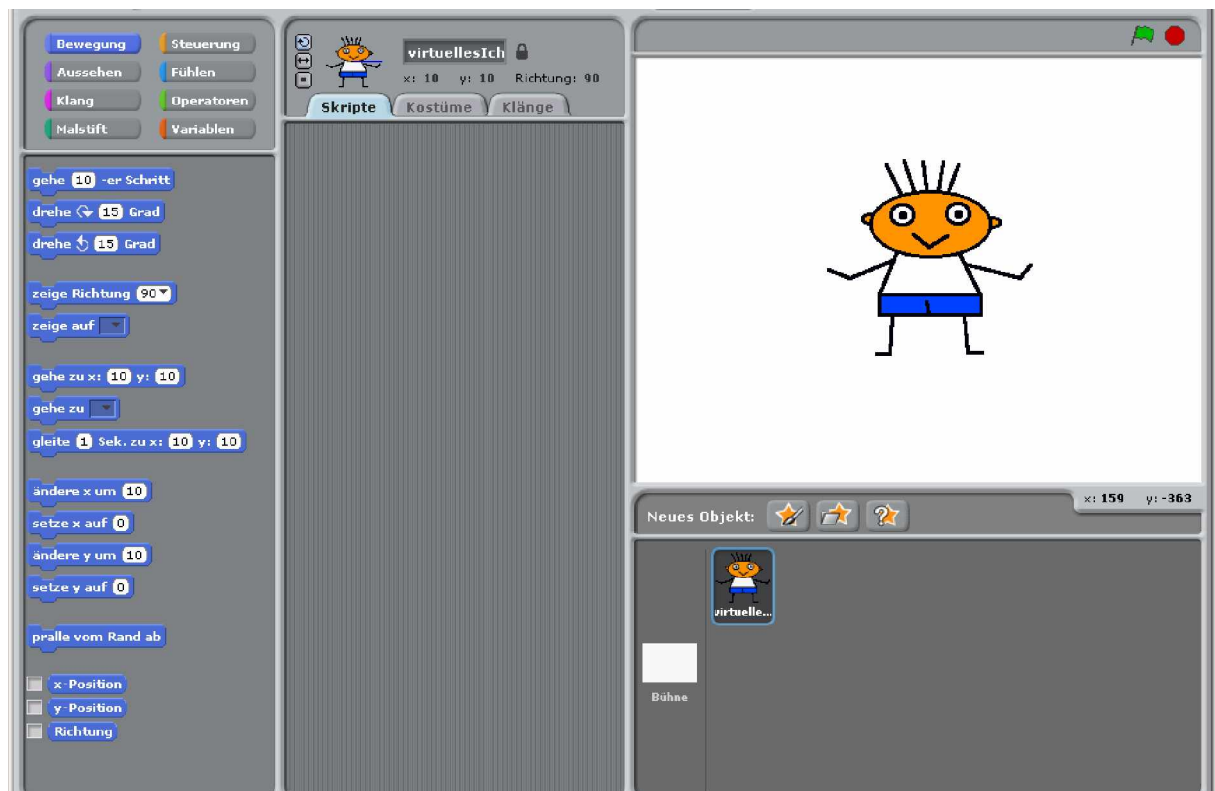 Bewegung Steuerung
Aussehen Fühlen
Klang Operatoren
Malstift Variablen
gehe 10 -er Schritt
drehe 15 Grad
drehe 15 Grad
zeige Richtung 90
zeige auf
gehe zu x: 10 y: 10
gehe zu
gleite 1 Sek. zu x: 10 y: 10
ändere x um 10
setze x auf 0
ändere y um 10
setze y auf 0
pralle vom Rand ab
x-Position
y-Position
Richtung
virtuellesIch
x: 10 y: 10 Richtung: 90
Skripte Kostüme Klänge
x: 159 y: -363
Neues Objekt:
virtuelle...
Bühne